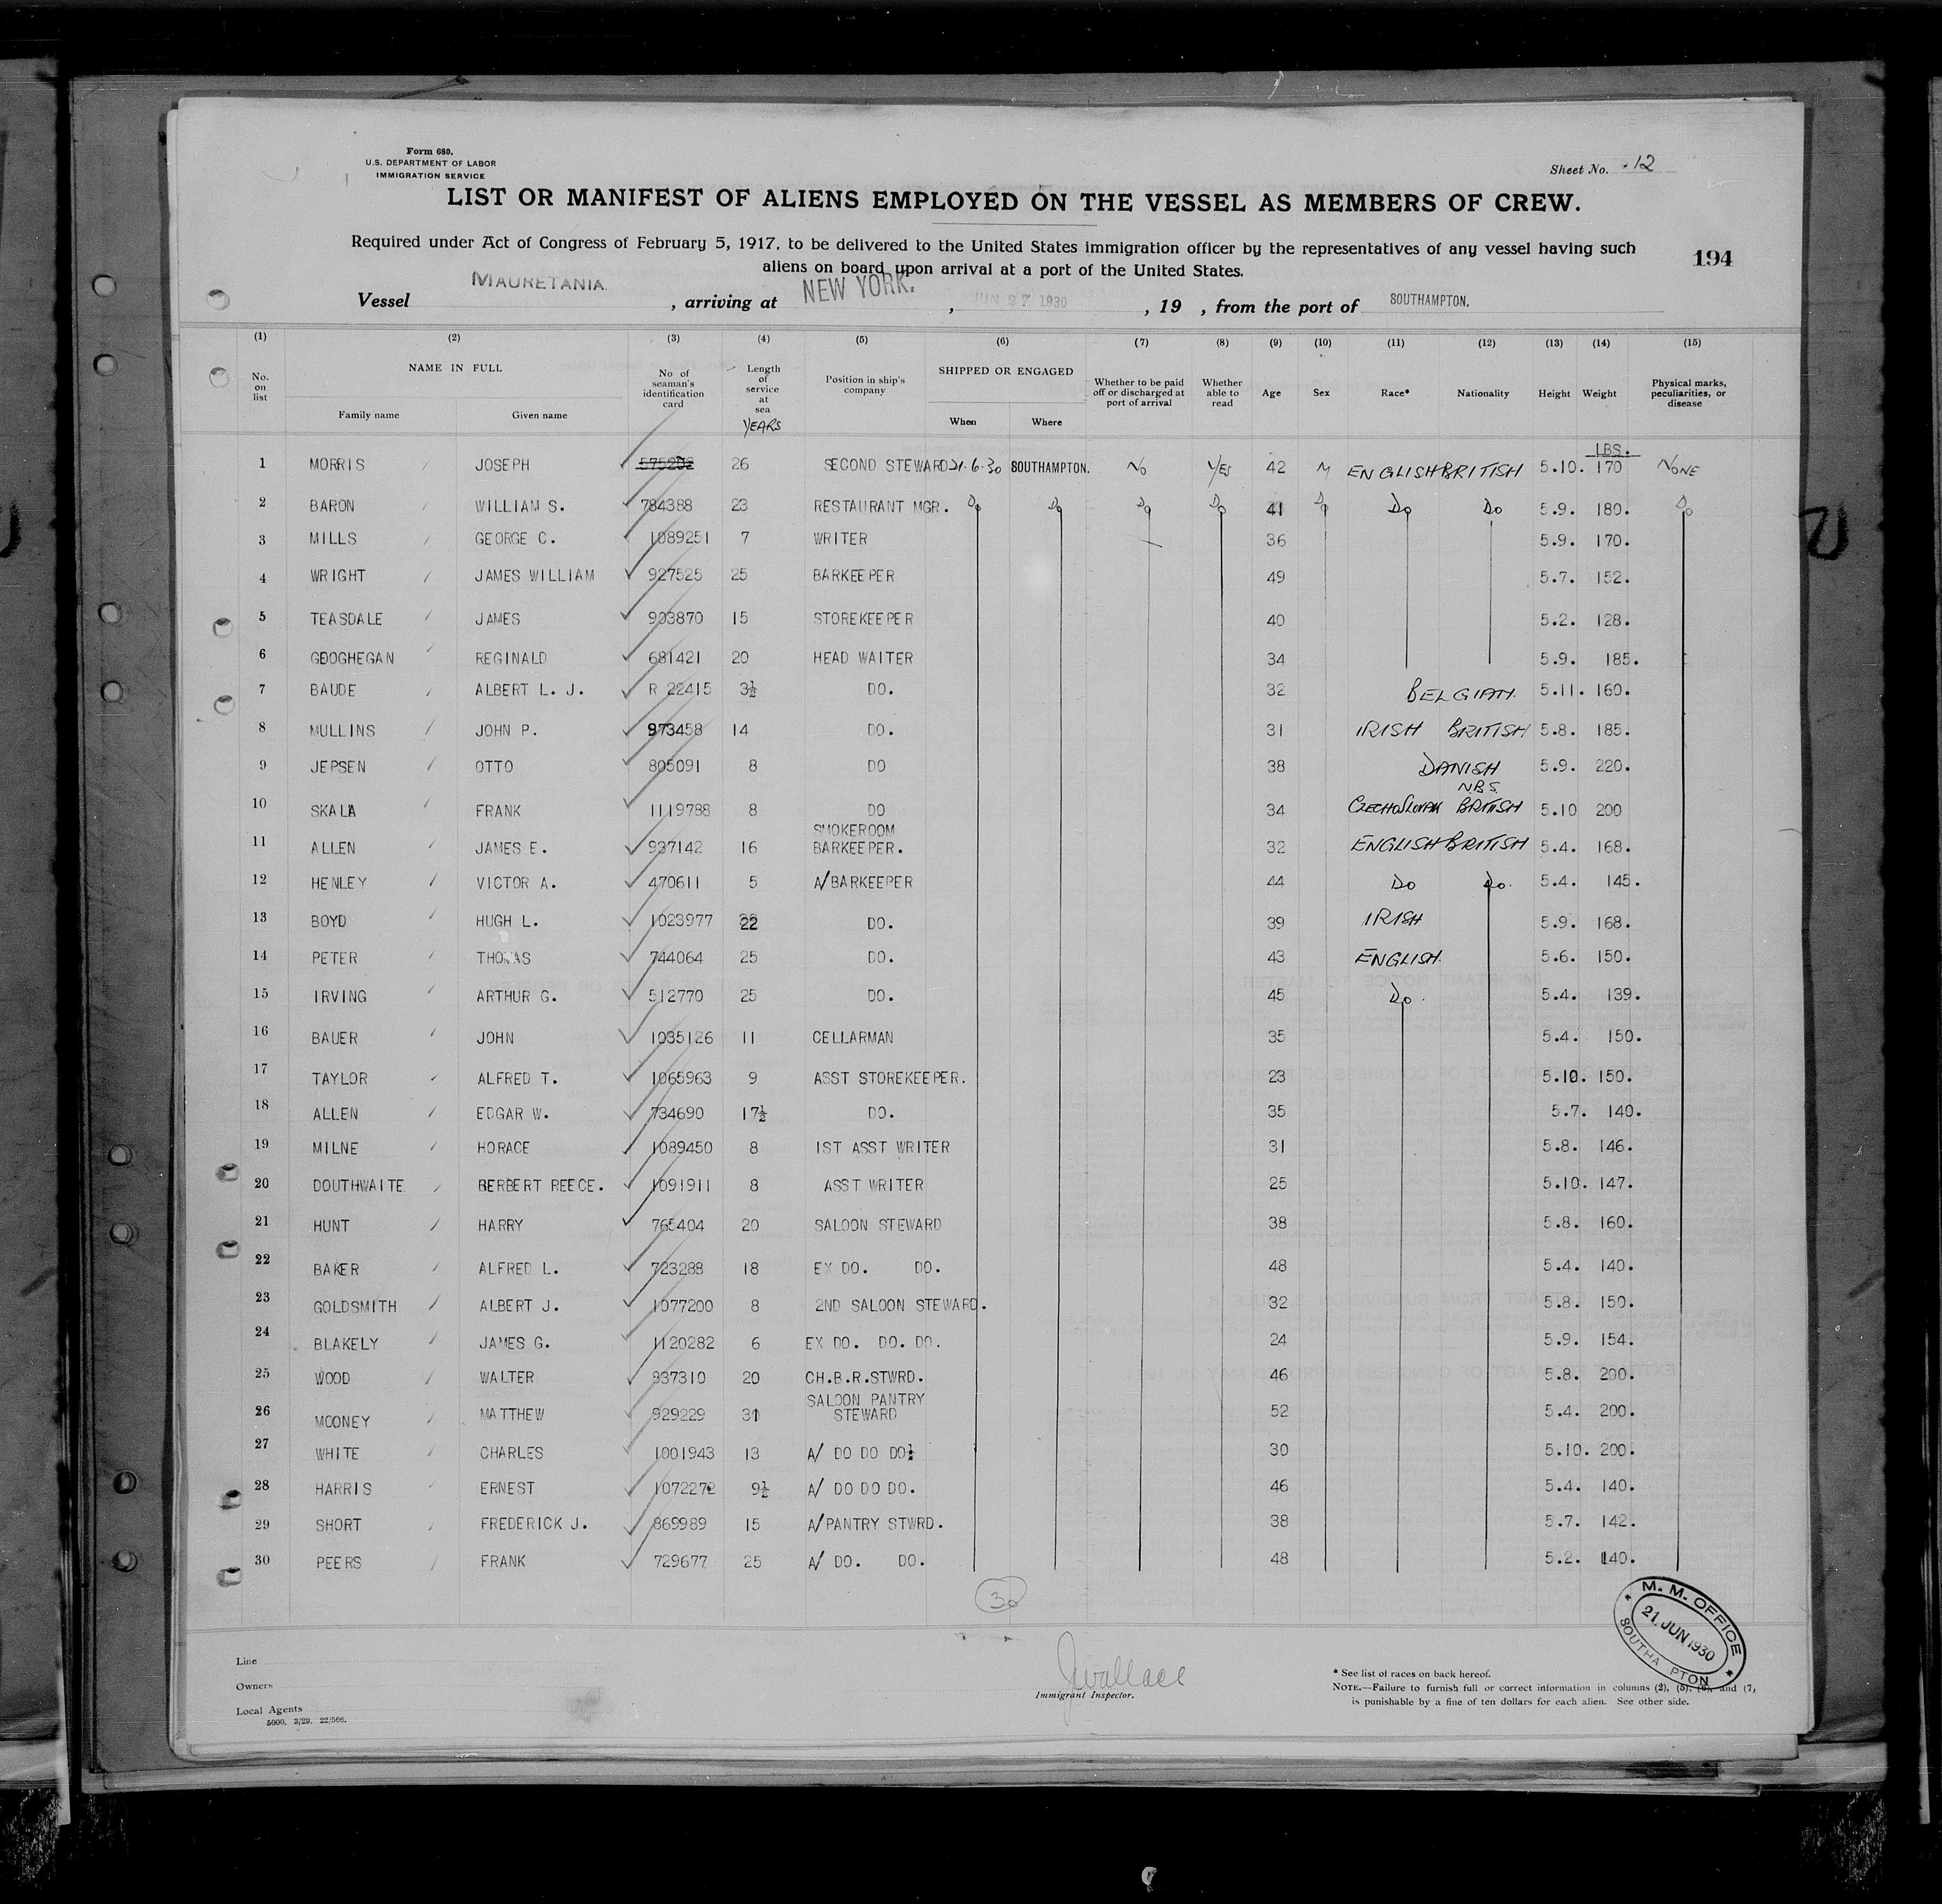 Form 680.
U.S. DEPARTMENT OF LABOR
IMMIGRATION SERVICE
Sheet No. 12
LIST OR MANIFEST OF ALIENS EMPLOYED ON THE VESSEL AS MEMBERS OF CREW.
Required under Act of Congress of February 5, 1917, to be delivered to the United States immigration officer by the representatives of any vessel having such
aliens on board upon arrival at a port of the United States.
194
Vessel MAURETANIA. , arriving at NEW YORK. , JUN 27 1930 , 19 , from the port of SOUTHAMPTON.
(1) (2) (3) (4) (5) (6) (7) (8) (9) (10) (11) (12) (13) (14) (15)
No. on list NAME IN FULL Family name Given name No of seaman's identification card Length of service at sea YEARS Position in ship's company SHIPPED OR ENGAGED When Where Whether to be paid off or discharged at port of arrival Whether able to read Age Sex Race* Nationality Height Weight Physical marks, peculiarities, or disease
LBS.
1 MORRIS JOSEPH 575202 26 SECOND STEWARD 21.6.30 SOUTHAMPTON. No Yes 42 M ENGLISH BRITISH 5.10. 170 NONE
2 BARON WILLIAM S. 784388 23 RESTAURANT MGR. Do Do Do Do 41 Do Do Do 5.9. 180. Do
3 MILLS GEORGE C. 1089251 7 WRITER 36 5.9. 170.
4 WRIGHT JAMES WILLIAM 927525 25 BARKEEPER 49 5.7. 152.
5 TEASDALE JAMES 903870 15 STOREKEEPER 40 5.2. 128.
6 GEOGHEGAN REGINALD 681421 20 HEAD WAITER 34 5.9. 185.
7 BAUDE ALBERT L. J. R 22415 3½ DO. 32 BELGIAN. 5.11. 160.
8 MULLINS JOHN P. 973458 14 DO. 31 IRISH BRITISH 5.8. 185.
9 JEPSEN OTTO 805091 8 DO 38 DANISH 5.9. 220.
N.B.S.
10 SKALA FRANK 1119788 8 DO 34 CZECHOSLOVAK BRITISH 5.10 200
11 ALLEN JAMES E. 937142 16 SMOKEROOM BARKEEPER. 32 ENGLISH BRITISH 5.4. 168.
12 HENLEY VICTOR A. 470611 5 A/BARKEEPER 44 DO DO. 5.4. 145.
13 BOYD HUGH L. 1023977 22 DO. 39 IRISH 5.9. 168.
14 PETER THOMAS 744064 25 DO. 43 ENGLISH. 5.6. 150.
15 IRVING ARTHUR G. 512770 25 DO. 45 Do. 5.4. 139.
16 BAUER JOHN 1035126 11 CELLARMAN 35 5.4. 150.
17 TAYLOR ALFRED T. 1065963 9 ASST STOREKEEPER. 23 5.10. 150.
18 ALLEN EDGAR W. 734690 17½ DO. 35 5.7. 140.
19 MILNE HORACE 1089450 8 1ST ASST WRITER 31 5.8. 146.
20 DOUTHWAITE HERBERT REECE. 1091911 8 ASST WRITER 25 5.10. 147.
21 HUNT HARRY 765404 20 SALOON STEWARD 38 5.8. 160.
22 BAKER ALFRED L. 723288 18 EX DO. DO. 48 5.4. 140.
23 GOLDSMITH ALBERT J. 1077200 8 2ND SALOON STEWARD. 32 5.8. 150.
24 BLAKELY JAMES G. 1120282 6 EX DO. DO. DO. 24 5.9. 154.
25 WOOD WALTER 837310 20 CH.B.R.STWRD. 46 5.8. 200.
26 MOONEY MATTHEW 929229 31 SALOON PANTRY STEWARD 52 5.4. 200.
27 WHITE CHARLES 1001943 13 A/ DO DO DO. 30 5.10. 200.
28 HARRIS ERNEST 1072272 9½ A/ DO DO DO. 46 5.4. 140.
29 SHORT FREDERICK J. 869989 15 A/PANTRY STWRD. 38 5.7. 142.
30 PEERS FRANK 729677 25 A/ DO. DO. 48 5.2. 140.
30
M. M. OFFICE
21 JUN 1930
SOUTHA PTON
Line
Owners
Local Agents
5000. 3/29. 22/566.
J Wallace
Immigrant Inspector.
* See list of races on back hereof.
NOTE.—Failure to furnish full or correct information in columns (2), (5), (6), and (7)
is punishable by a fine of ten dollars for each alien. See other side.